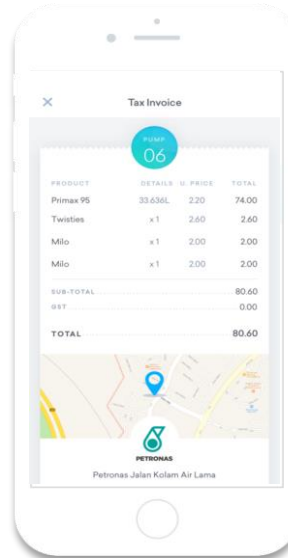 Tax Invoice
PUMP
06
PRODUCT DETAILS U. PRICE TOTAL
Primax 95 33.636L 2.20 74.00
Twisties x 1 2.60 2.60
Milo x 1 2.00 2.00
Milo x 1 2.00 2.00
SUB-TOTAL 80.60
GST 0.00
TOTAL 80.60
PETRONAS
Petronas Jalan Kolam Air Lama